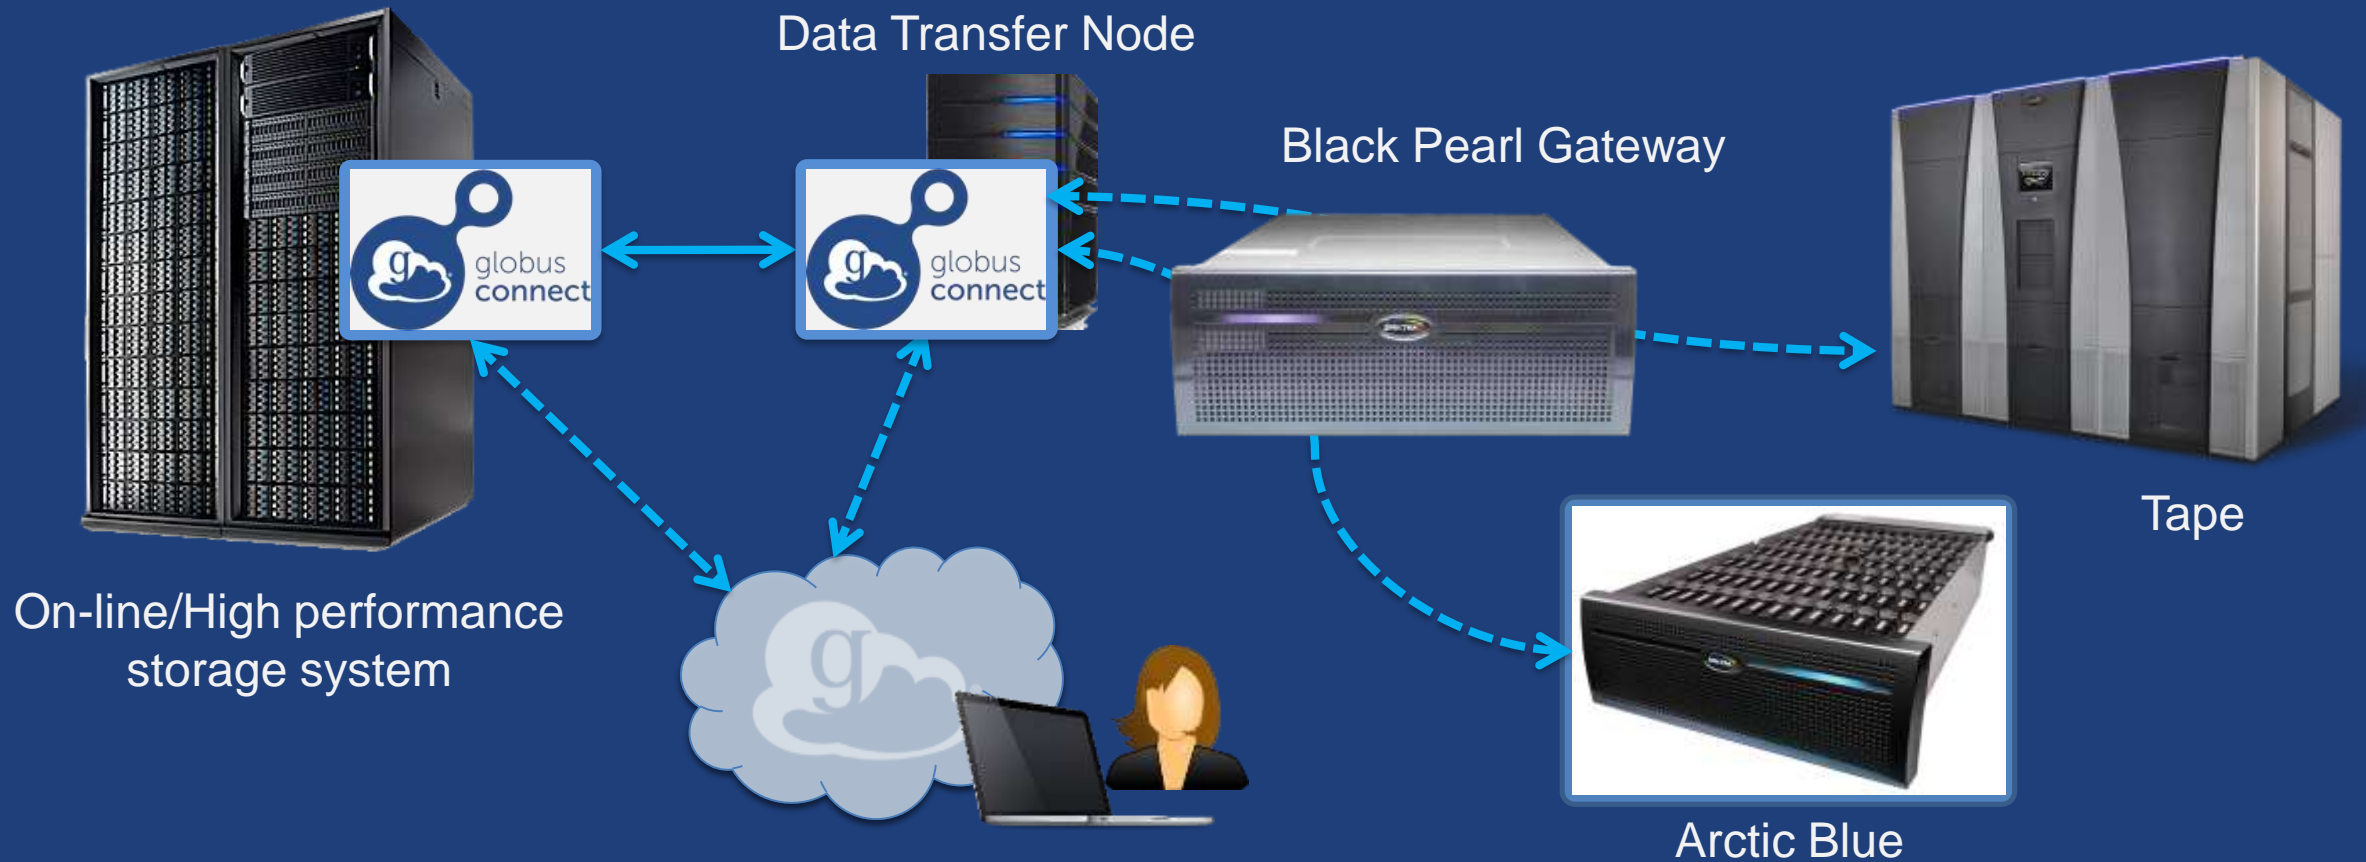 Data Transfer Node
Black Pearl Gateway
globus
connect
globus
connect
g
g
g
Tape
On-line/High performance
storage system
Arctic Blue